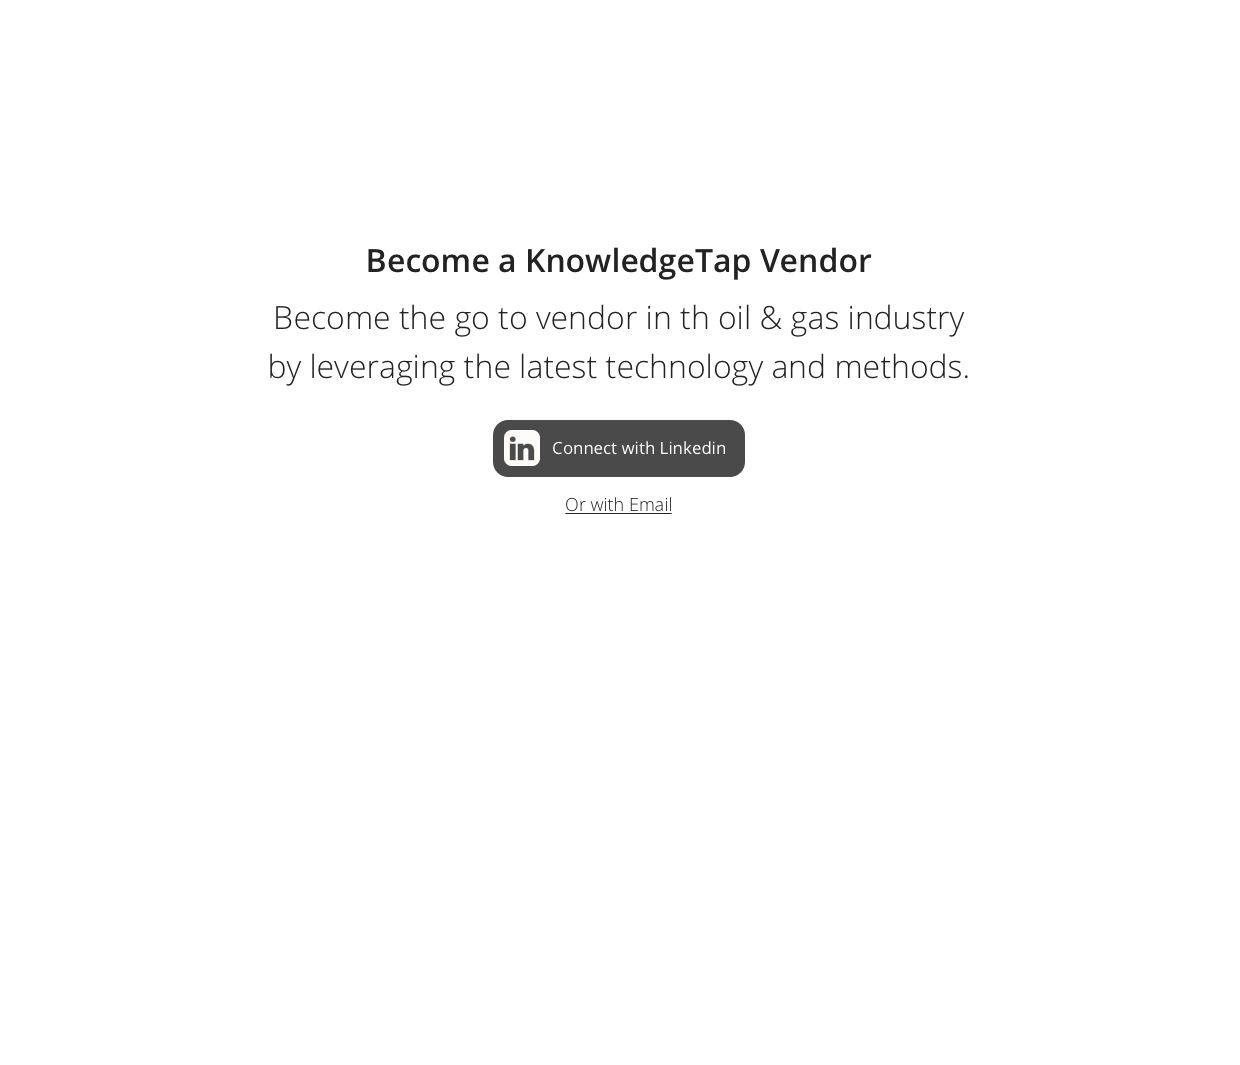 Become a KnowledgeTap Vendor
Become the go to vendor in th oil & gas industry
by leveraging the latest technology and methods.
in Connect with Linkedin
Or with Email